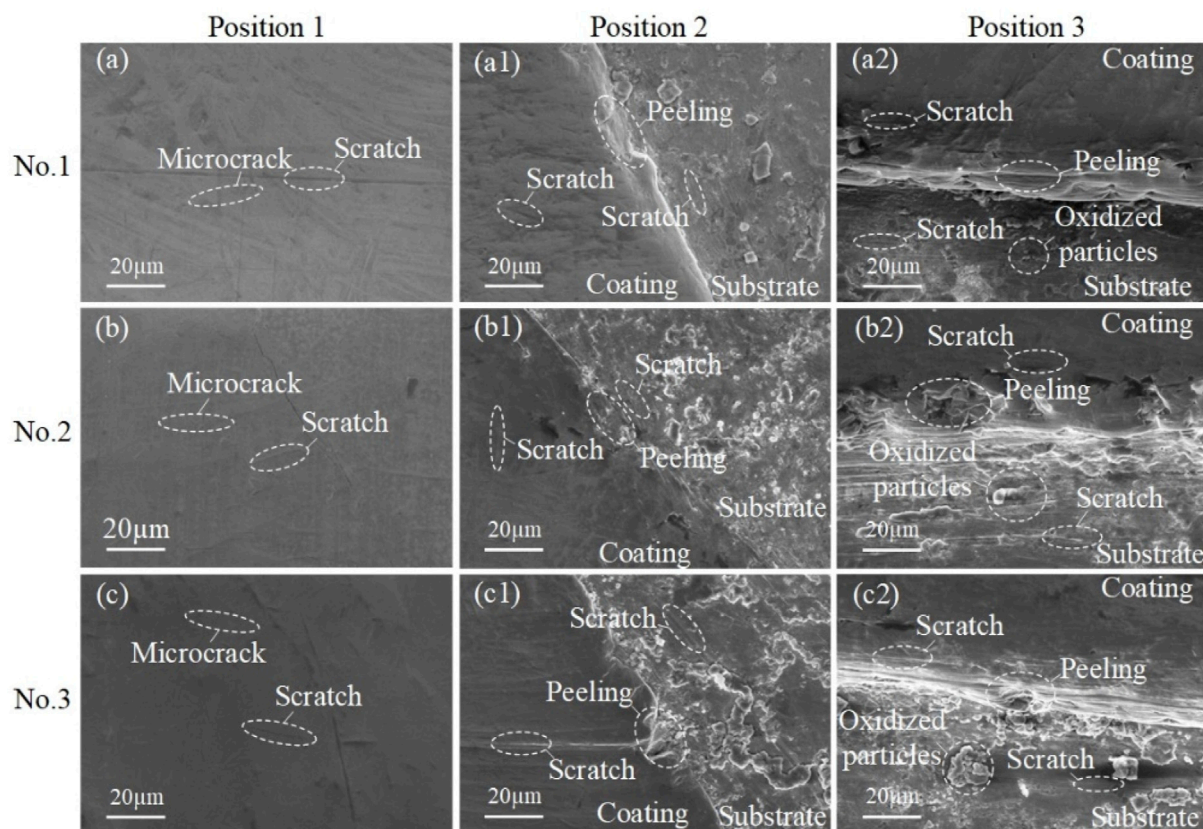 Position 1
Position 2
Position 3
No.1
(a)
Microcrack
Scratch
20μm
(a1)
Peeling
Scratch
Scratch
20μm
Coating
Substrate
(a2)
Coating
Scratch
Peeling
Scratch
Oxidized
particles
20μm
Substrate
No.2
(b)
Microcrack
Scratch
20μm
(b1)
Scratch
Scratch
Peeling
Substrate
20μm
Coating
(b2)
Coating
Scratch
Peeling
Oxidized
particles
Scratch
20μm
Substrate
No.3
(c)
Microcrack
Scratch
20μm
(c1)
Scratch
Peeling
Scratch
20μm
Coating
Substrate
(c2)
Coating
Scratch
Peeling
Oxidized
particles
Scratch
20μm
Substrate